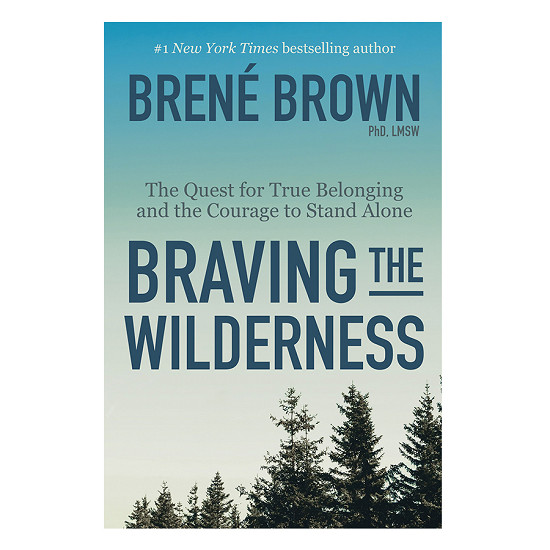 #1 New York Times bestselling author
BRENÉ BROWN
PhD, LMSW
The Quest for True Belonging
and the Courage to Stand Alone
BRAVING THE
WILDERNESS